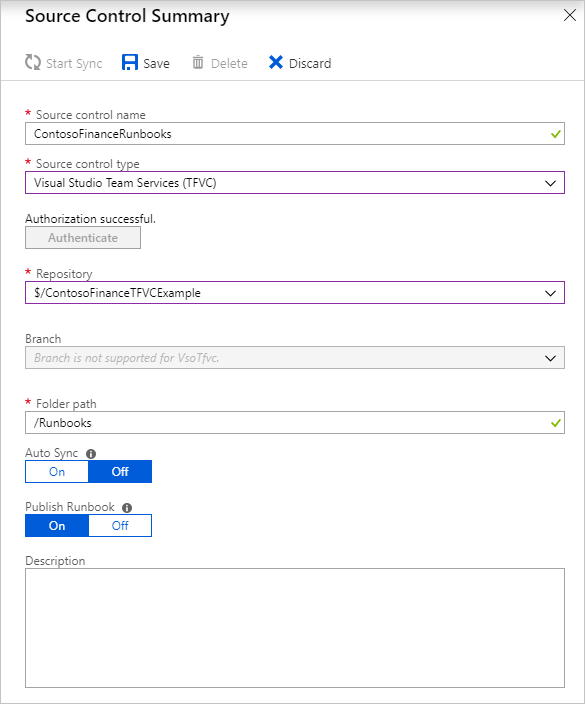 Source Control Summary
Start Sync Save Delete Discard
* Source control name
ContosoFinanceRunbooks
* Source control type
Visual Studio Team Services (TFVC)
Authorization successful.
Authenticate
* Repository
$/ContosoFinanceTFVCExample
Branch
Branch is not supported for VsoTfvc.
* Folder path
/Runbooks
Auto Sync
On Off
Publish Runbook
On Off
Description